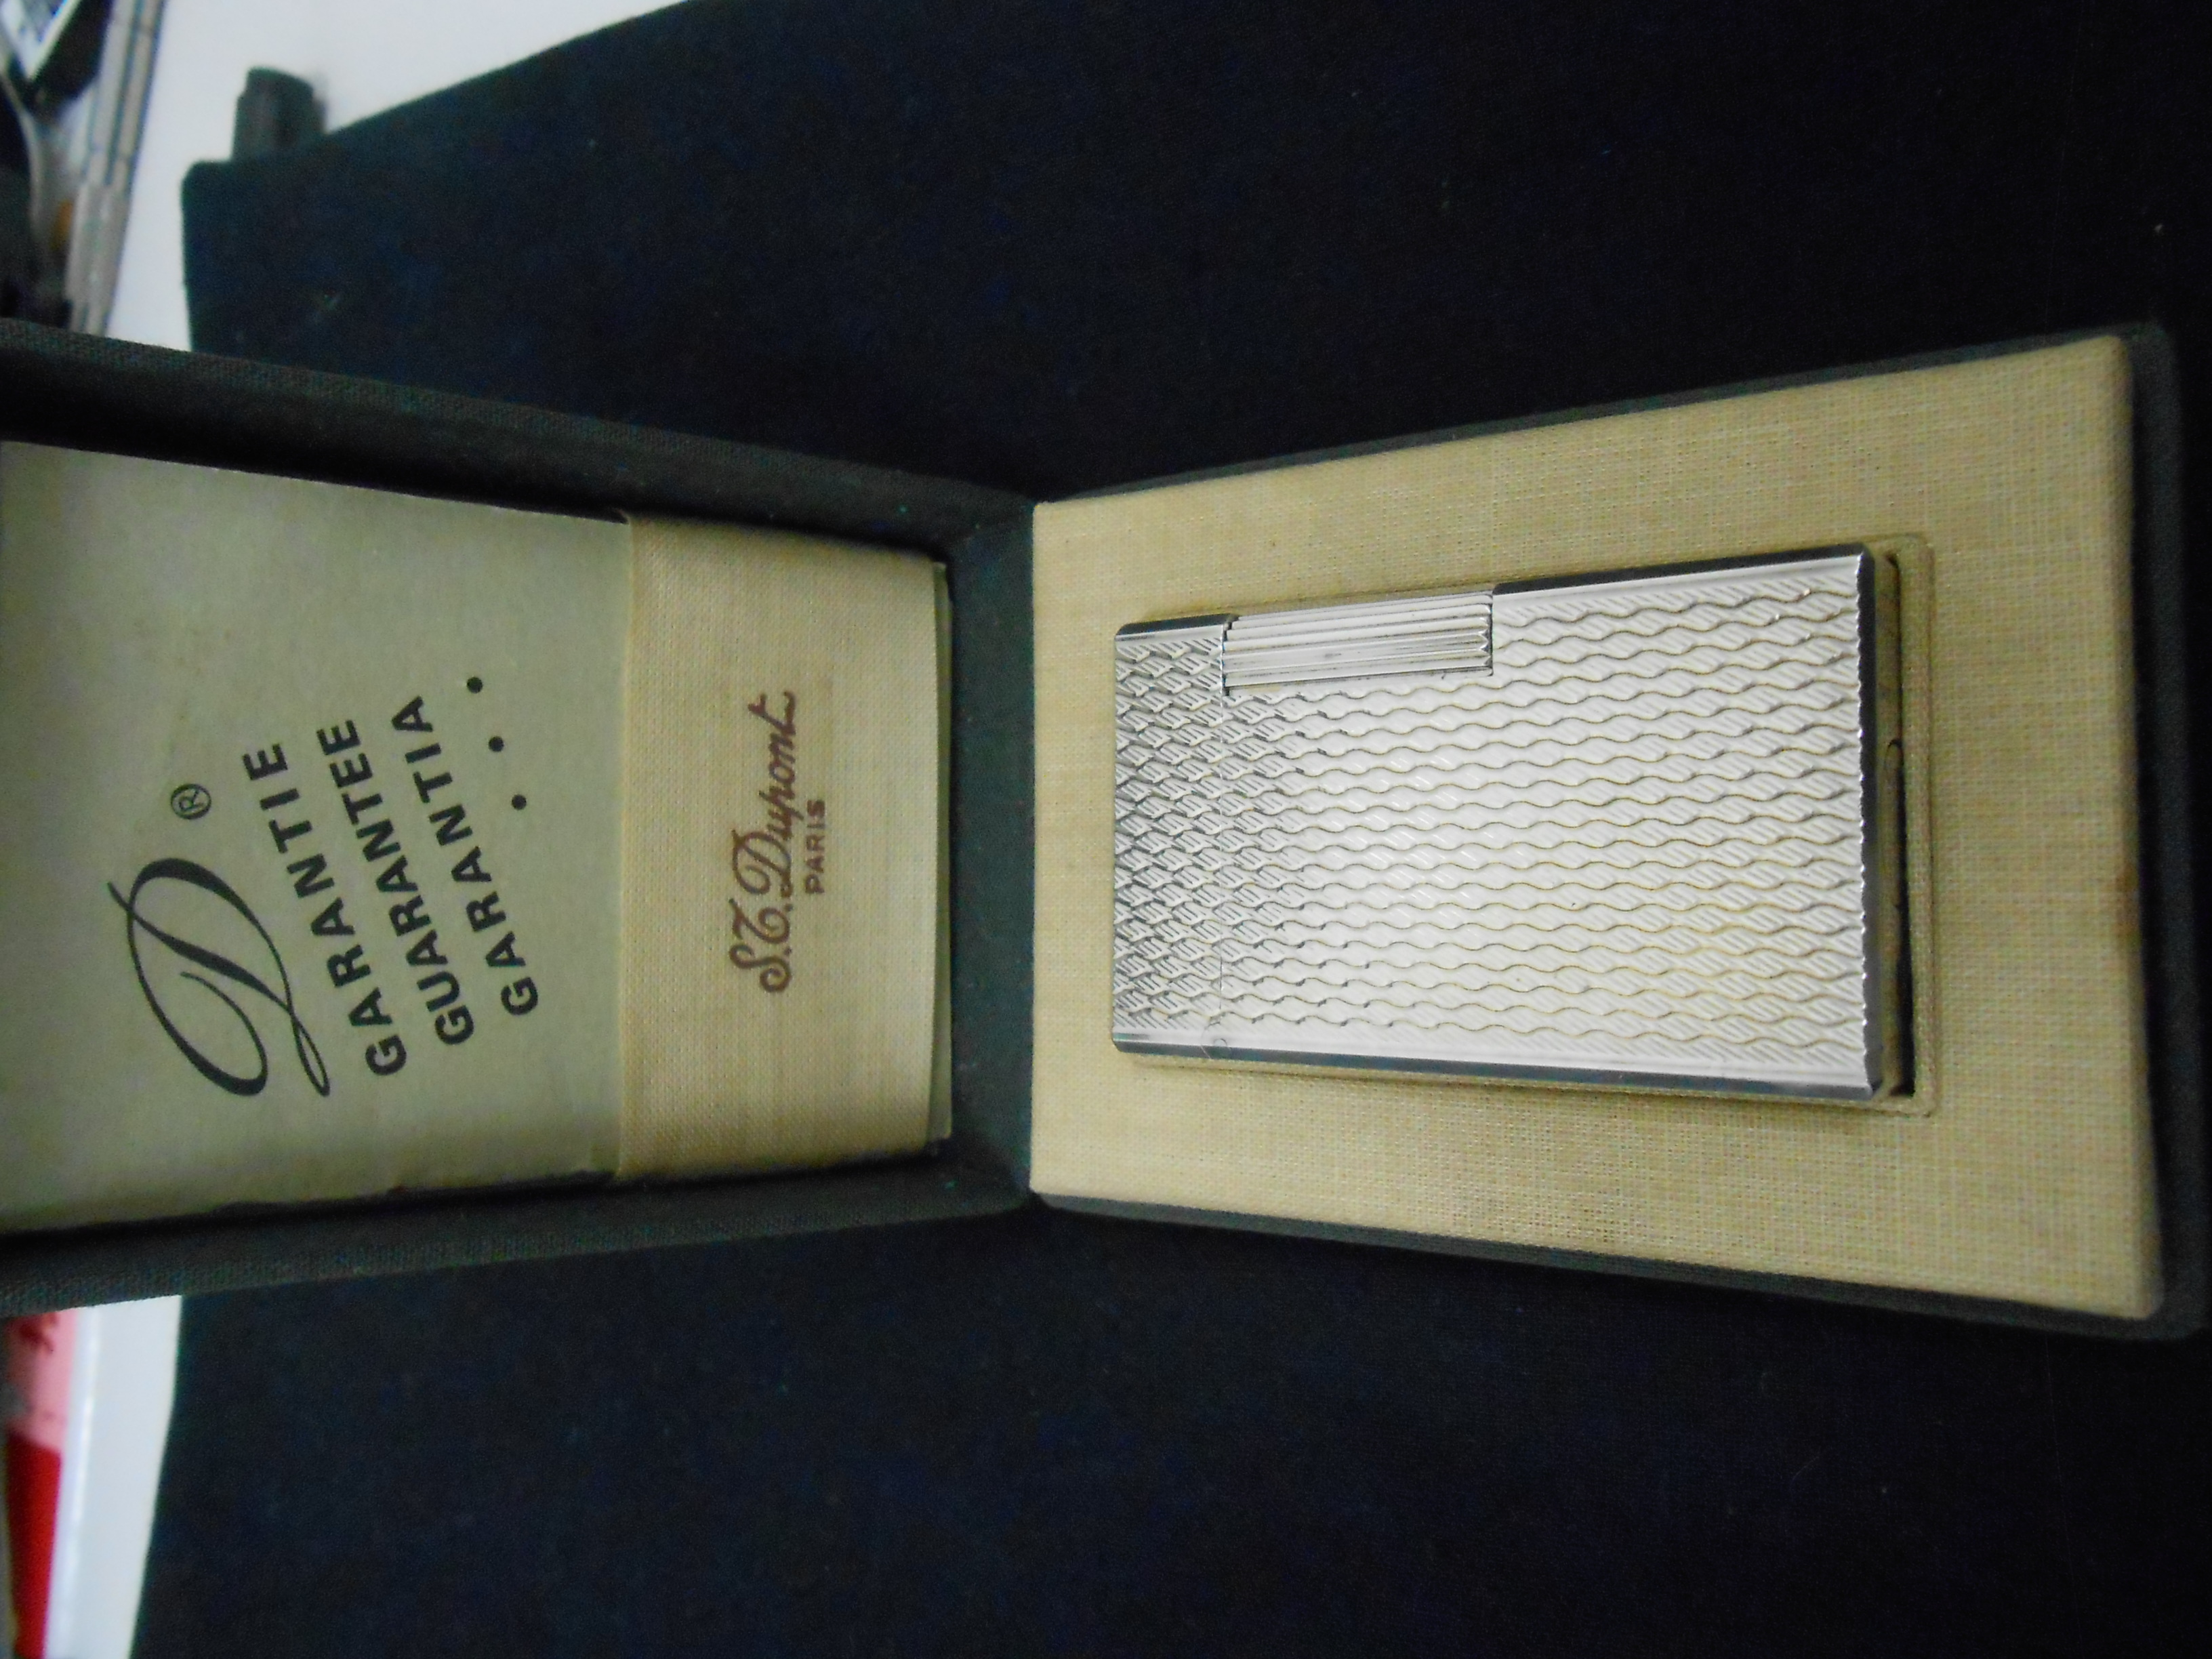 D ®
GARANTIE
GUARANTEE
GARANTIA
...
S.T. Dupont
PARIS